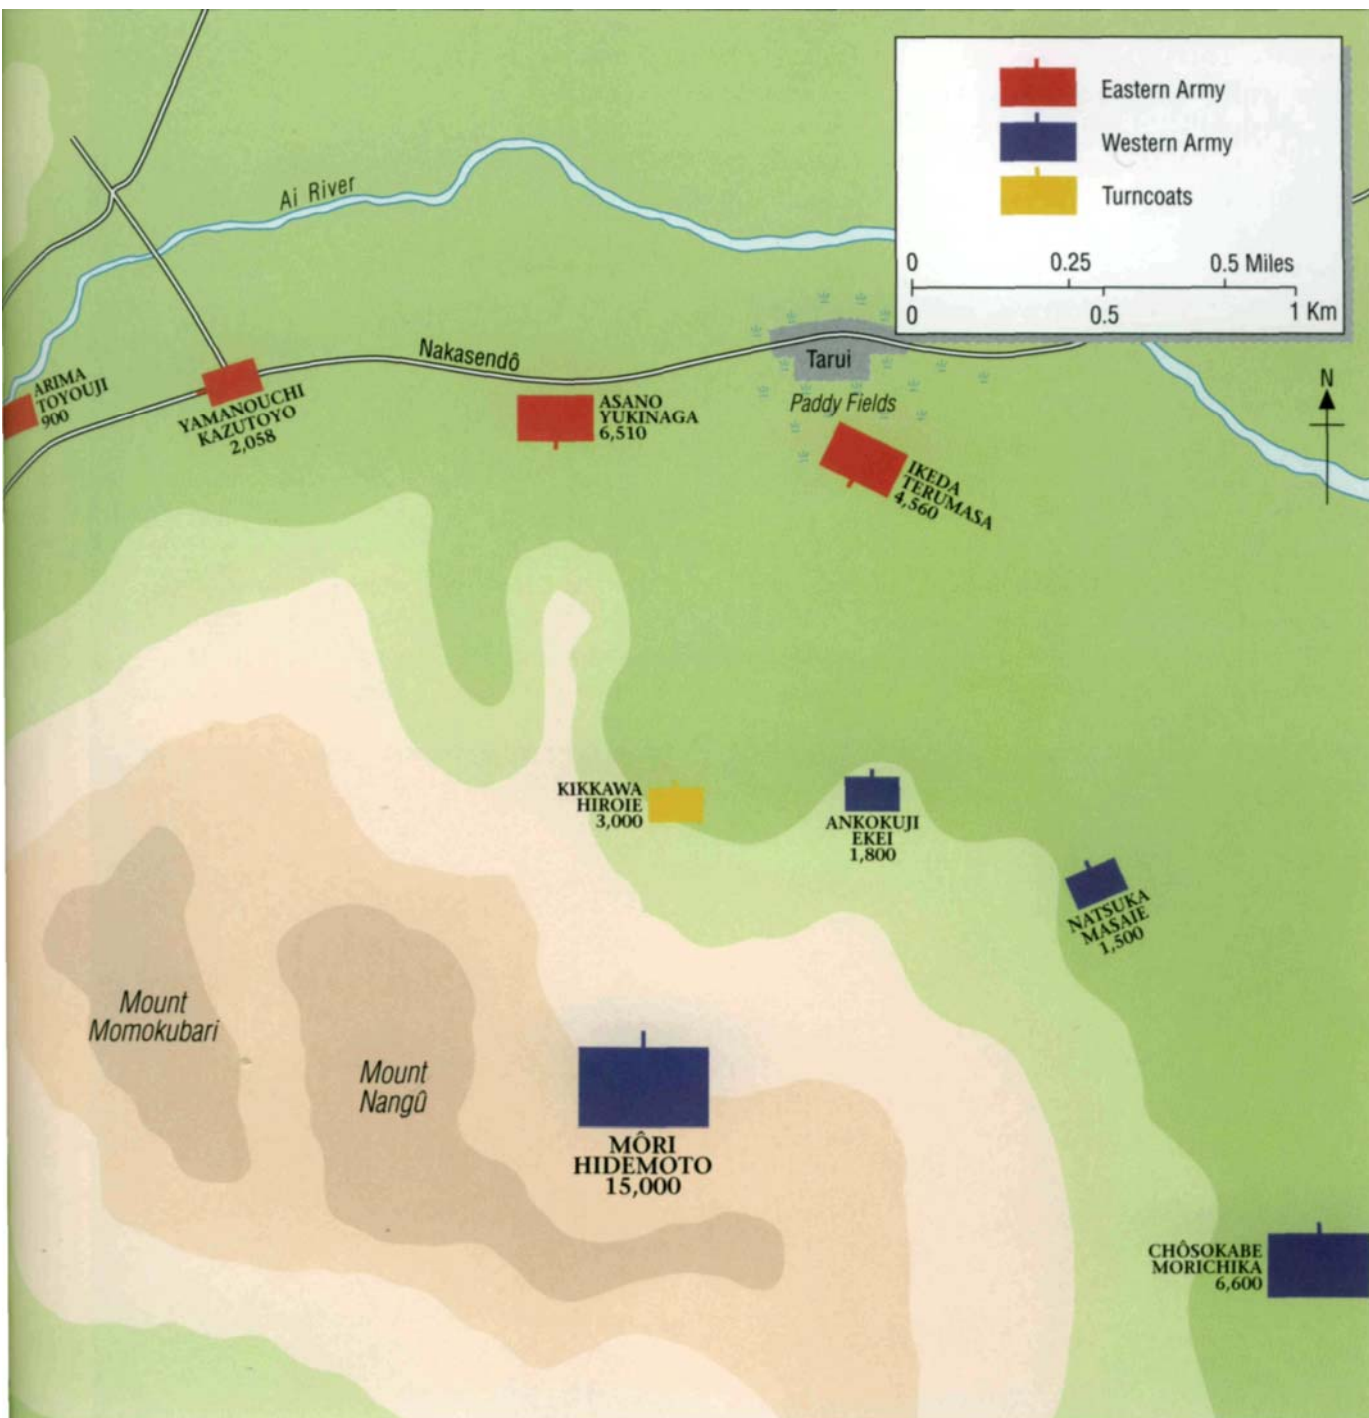 Eastern Army
Western Army
Turncoats
0
0.25
0.5 Miles
0
0.5
1 Km
N
Ai River
Nakasendô
Tarui
Paddy Fields
ARIMA
TOYOUJI
900
YAMANOUCHI
KAZUTOYO
2,058
ASANO
YUKINAGA
6,510
IKEDA
TERUMASA
4,560
KIKKAWA
HIROIE
3,000
ANKOKUJI
EKEI
1,800
NATSUKA
MASAIE
1,500
Mount
Momokubari
Mount
Nangû
MÔRI
HIDEMOTO
15,000
CHÔSOKABE
MORICHIKA
6,600